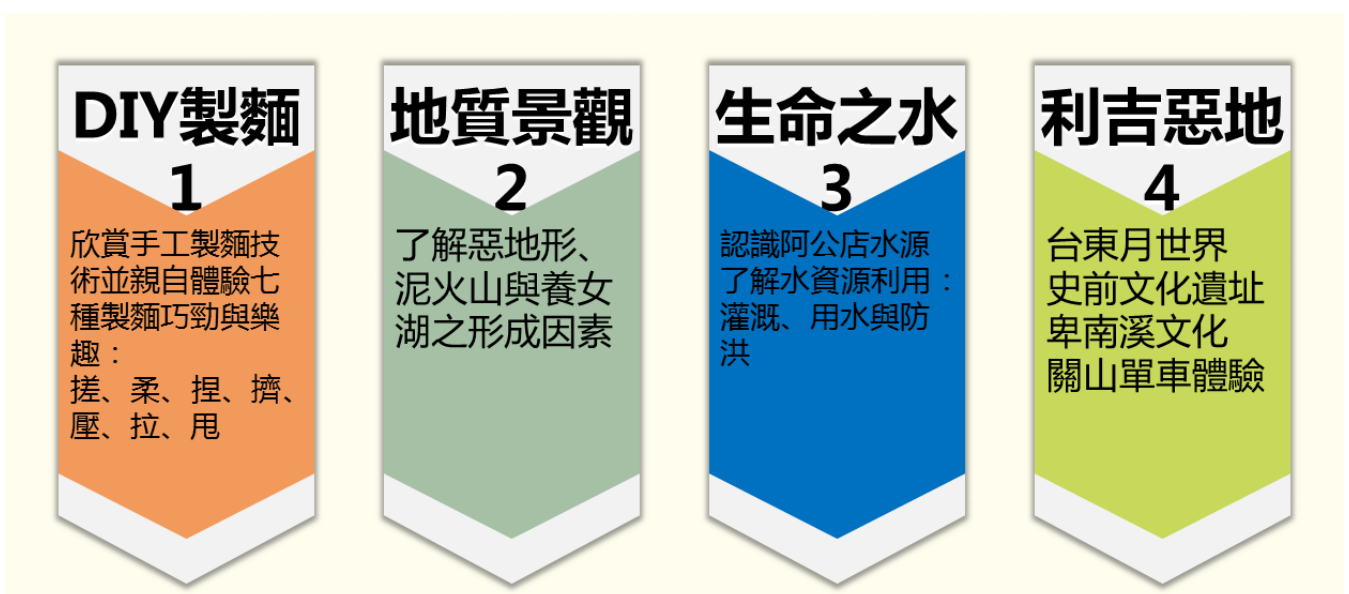 DIY製麵
1
欣賞手工製麵技
術並親自體驗七
種製麵巧勁與樂
趣：
搓、柔、捏、擠、
壓、拉、甩
地質景觀
2
了解惡地形、
泥火山與養女
湖之形成因素
生命之水
3
認識阿公店水源
了解水資源利用：
灌溉、用水與防
洪
利吉惡地
4
台東月世界
史前文化遺址
卑南溪文化
關山單車體驗